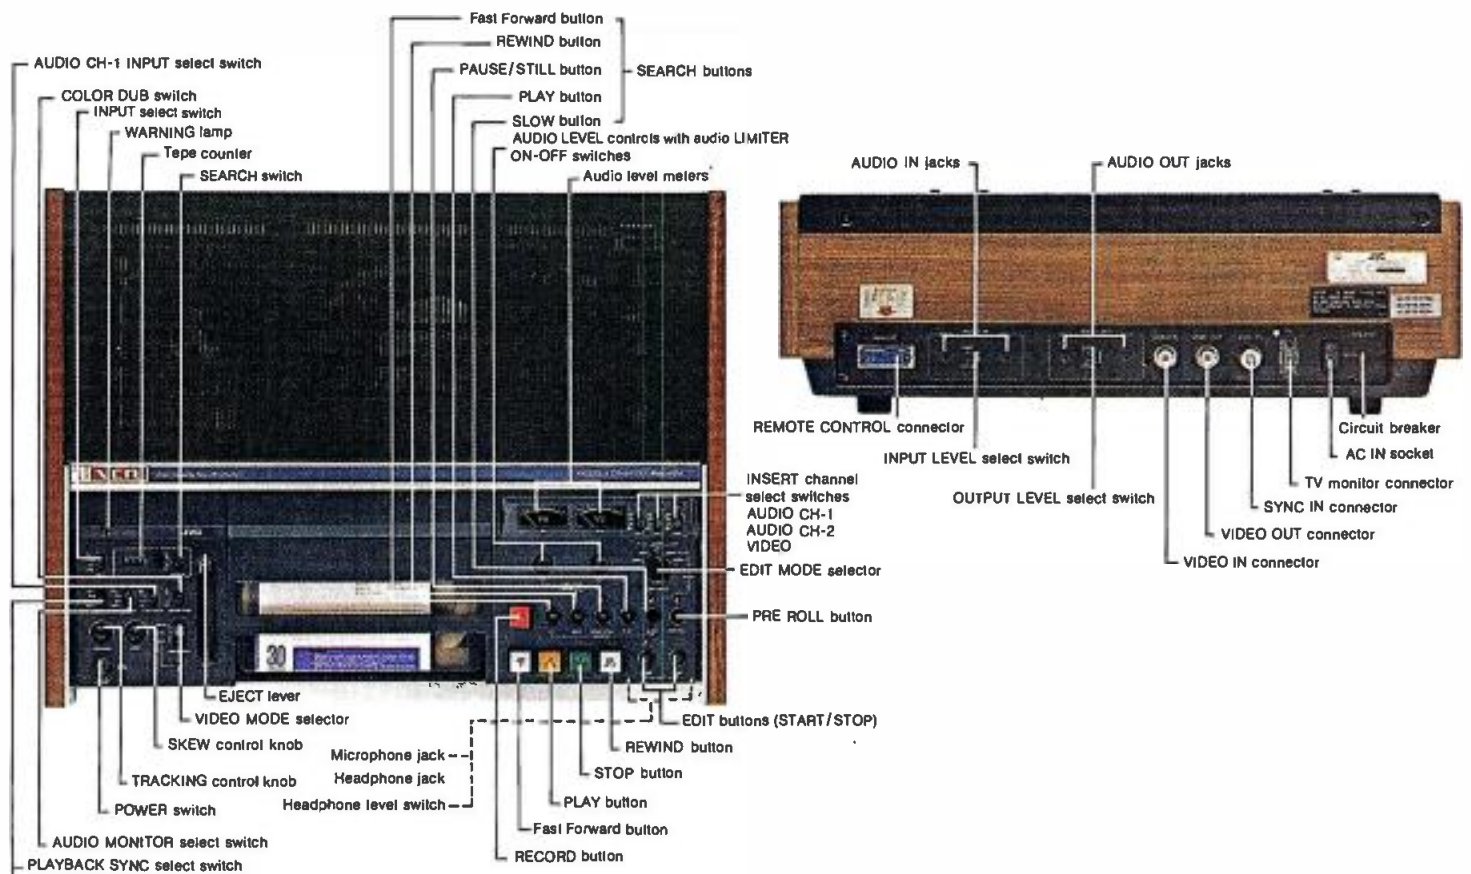 Fast Forward button
REWIND button
PAUSE/STILL button
SEARCH buttons
PLAY button
SLOW button
AUDIO LEVEL controls with audio LIMITER
ON-OFF switches
Audio level meters
AUDIO CH-1 INPUT select switch
COLOR DUB switch
INPUT select switch
WARNING lamp
Tape counter
SEARCH switch
INSERT channel
select switches
AUDIO CH-1
AUDIO CH-2
VIDEO
EDIT MODE selector
PRE ROLL button
30
EJECT lever
VIDEO MODE selector
SKEW control knob
TRACKING control knob
POWER switch
AUDIO MONITOR select switch
PLAYBACK SYNC select switch
Microphone jack
Headphone jack
Headphone level switch
EDIT buttons (START/STOP)
REWIND button
STOP button
PLAY button
Fast Forward button
RECORD button
AUDIO IN jacks
AUDIO OUT jacks
REMOTE CONTROL connector
INPUT LEVEL select switch
OUTPUT LEVEL select switch
Circuit breaker
AC IN socket
TV monitor connector
SYNC IN connector
VIDEO OUT connector
VIDEO IN connector